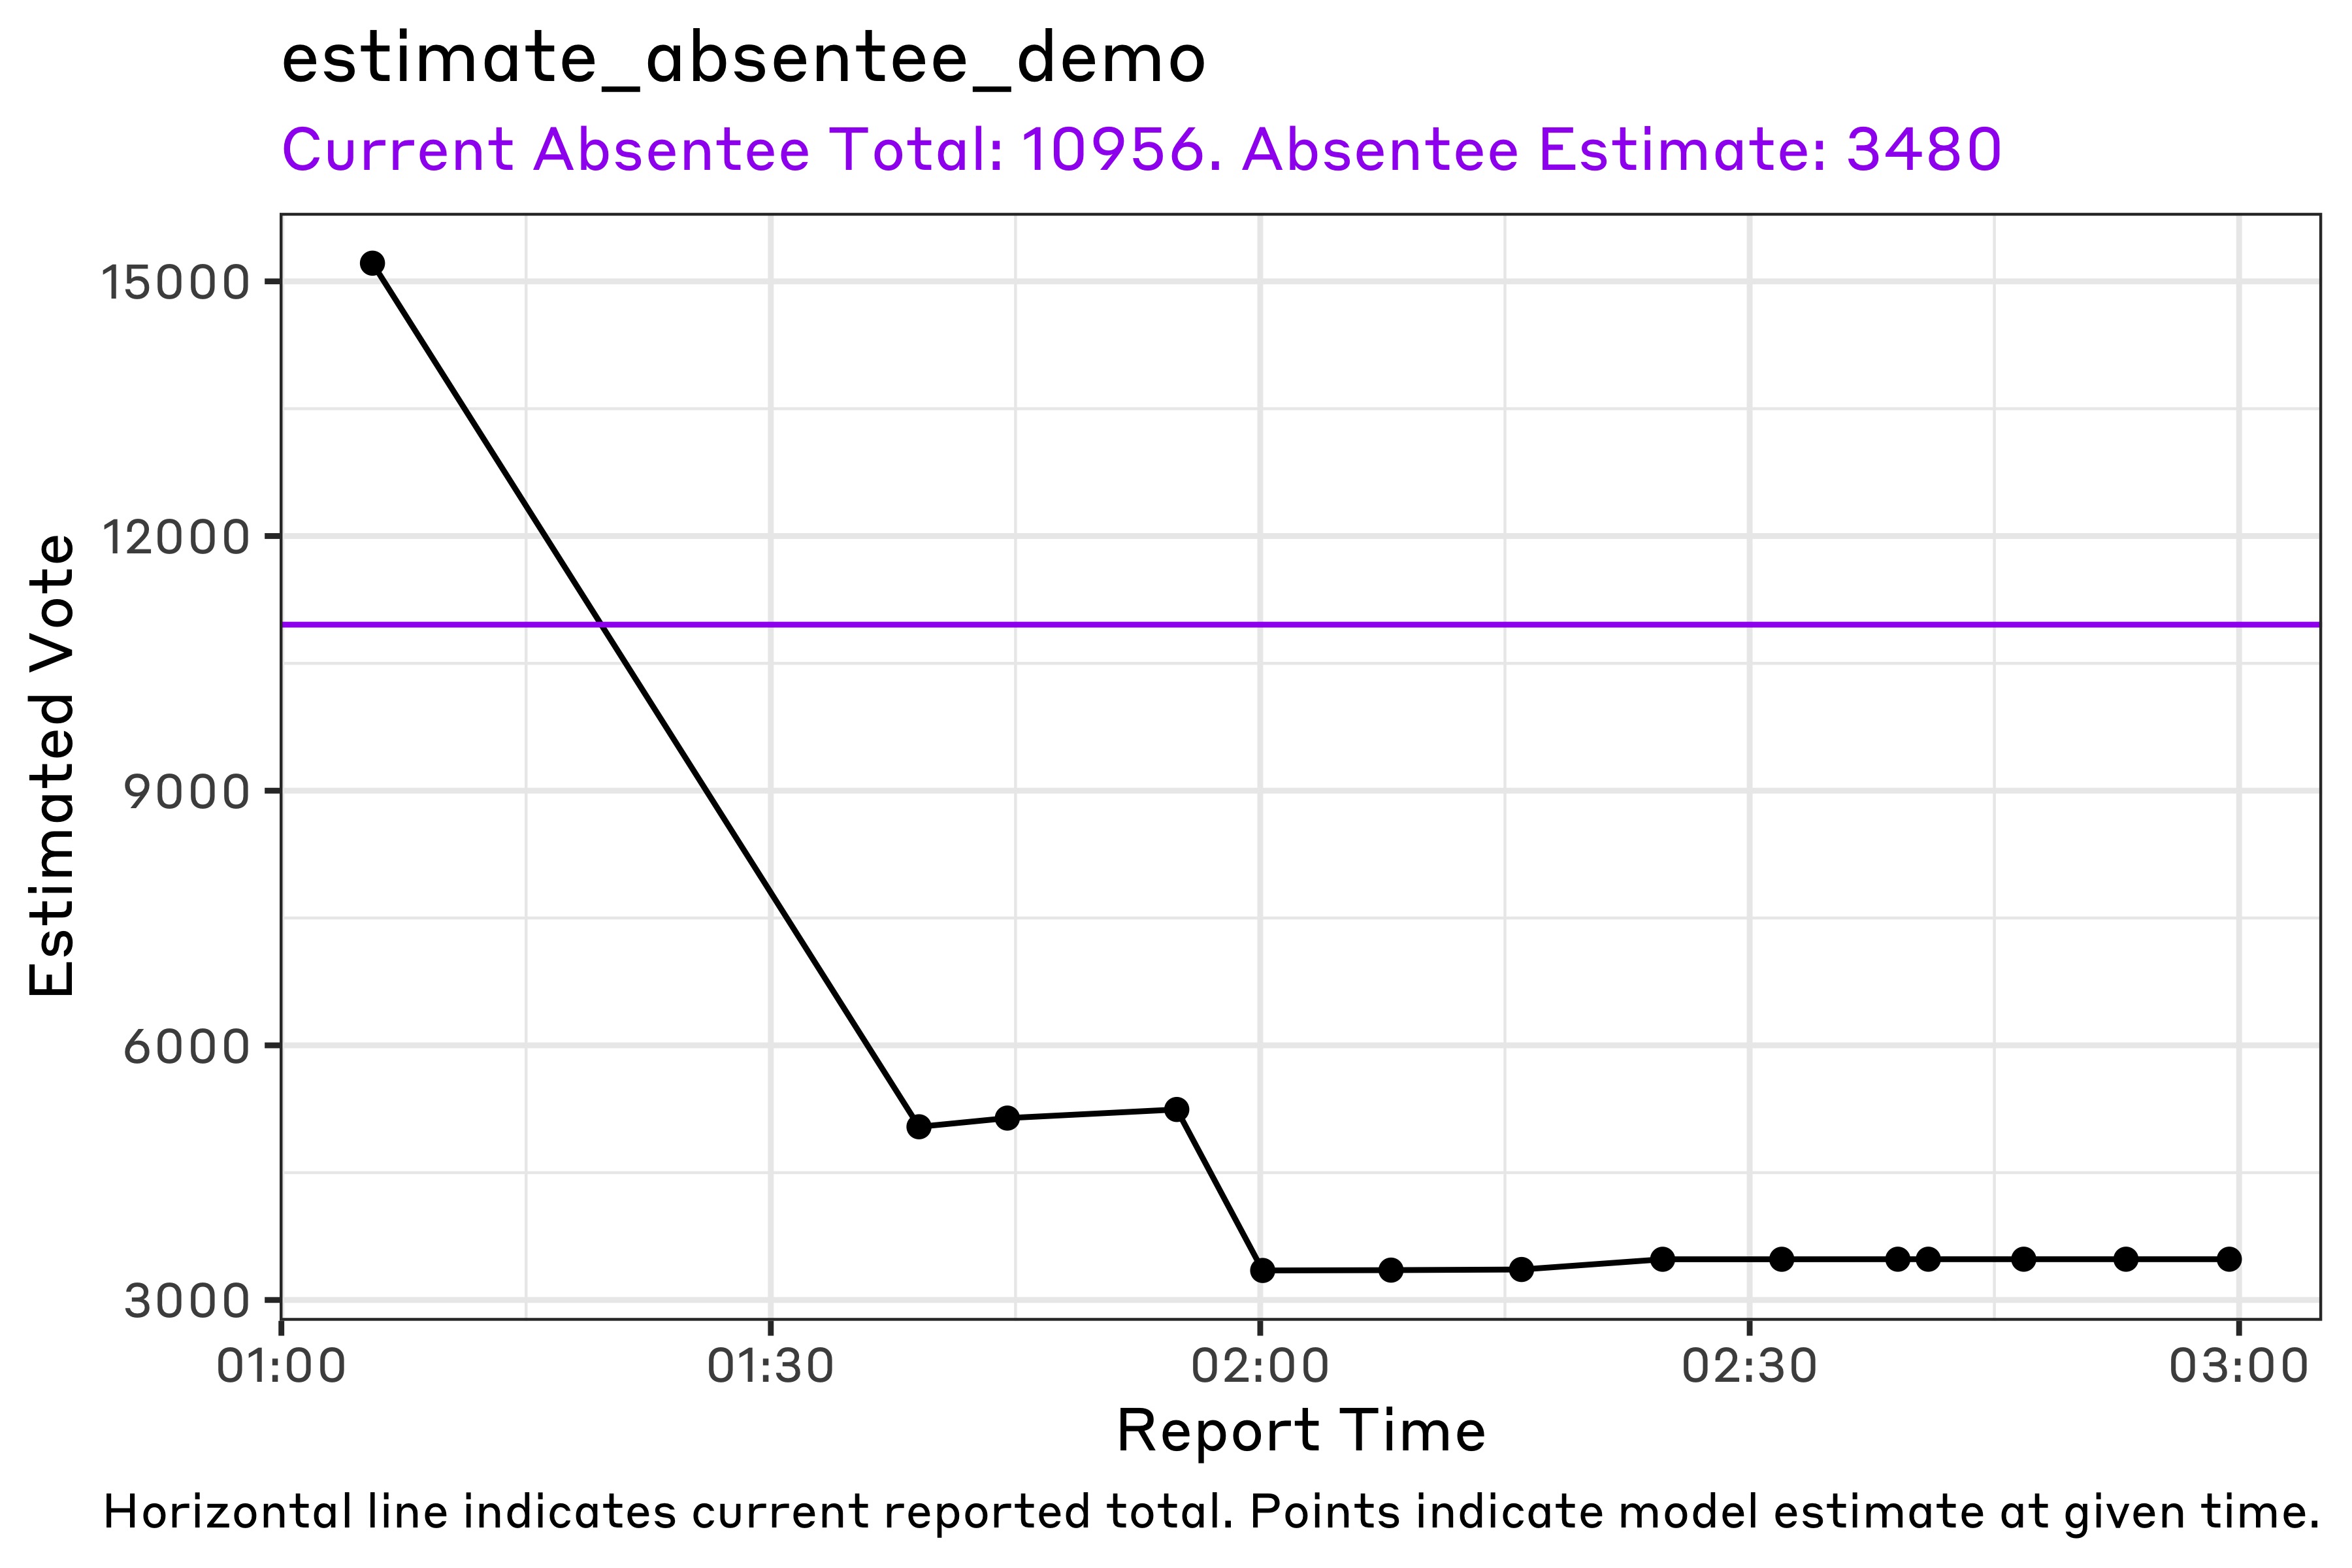 estimate_absentee_demo
Current Absentee Total: 10956. Absentee Estimate: 3480
Estimated Vote
15000
12000
9000
6000
3000
01:00 01:30 02:00 02:30 03:00
Report Time
Horizontal line indicates current reported total. Points indicate model estimate at given time.